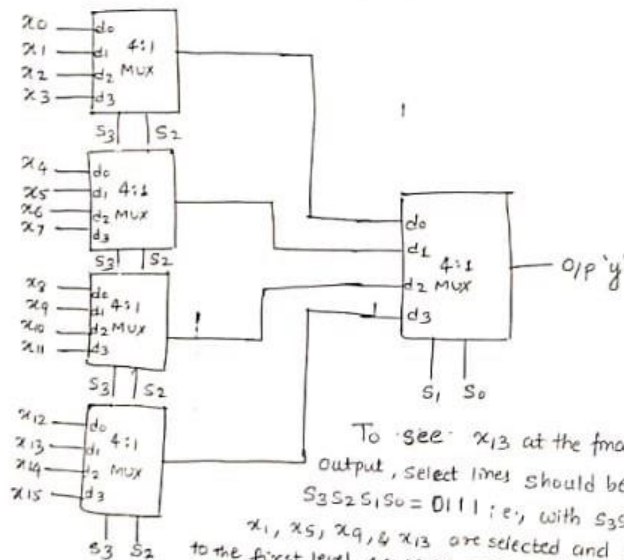 x0 d0
x1 d1 4:1
x2 d2 MUX
x3 d3
S3 S2
x4 d0
x5 d1 4:1
x6 d2 MUX
x7 d3
S3 S2
x8 d0
x9 d1 4:1
x10 d2 MUX
x11 d3
S3 S2
x12 d0
x13 d1 4:1
x14 d2 MUX
x15 d3
S3 S2
d0
d1 4:1
d2 MUX
d3
S1 S0
O/p 'y'
To see x13 at the
output, select lines should be
S3S2S1S0 = 0111 i.e., with
x1, x5, x9, & x13 are selected and
to the